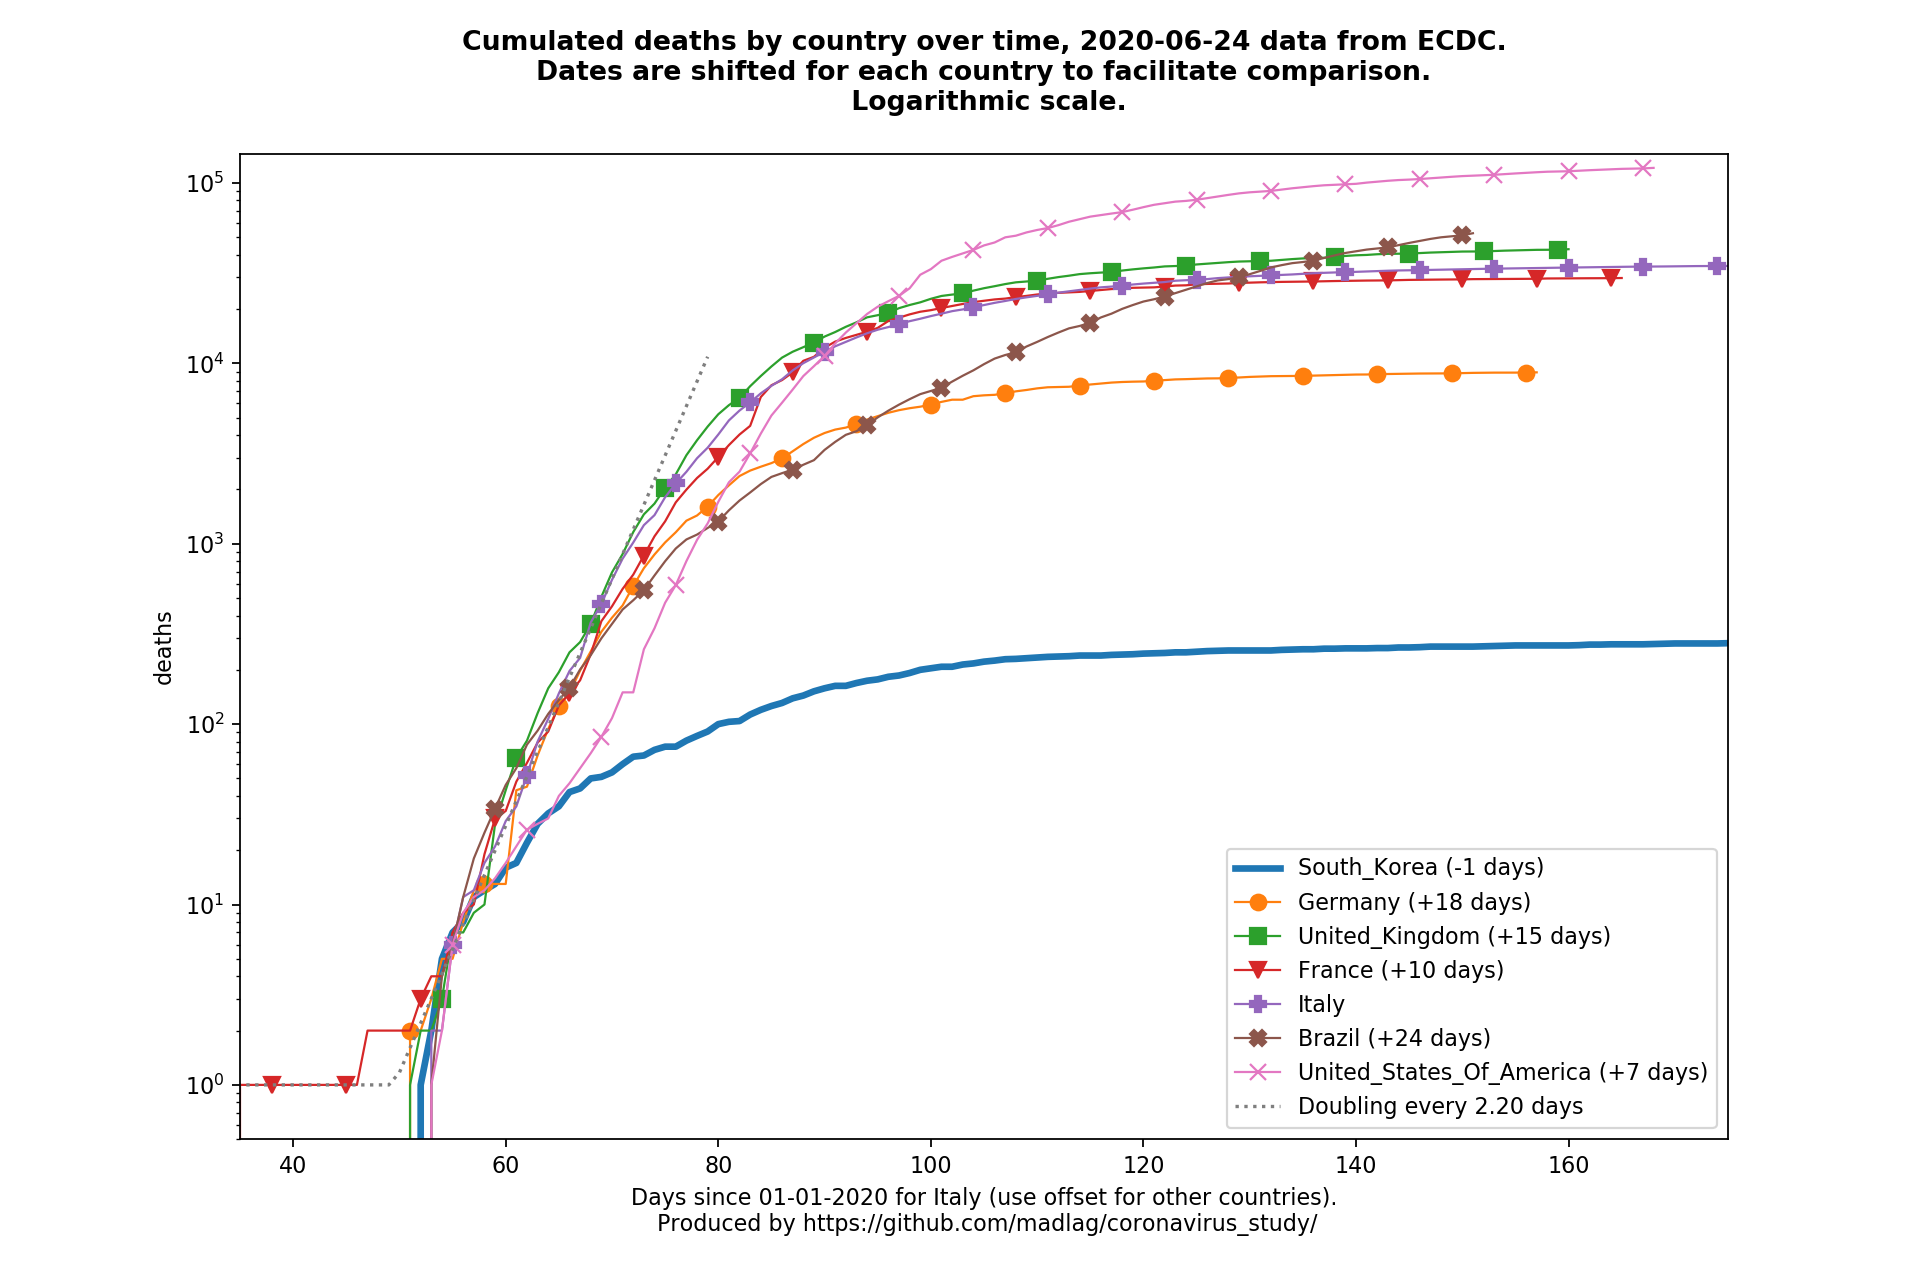 Cumulated deaths by country over time, 2020-06-24 data from ECDC.
Dates are shifted for each country to facilitate comparison.
Logarithmic scale.
10^5
10^4
10^3
10^2
10^1
10^0
deaths
South_Korea (-1 days)
Germany (+18 days)
United_Kingdom (+15 days)
France (+10 days)
Italy
Brazil (+24 days)
United_States_Of_America (+7 days)
Doubling every 2.20 days
40 60 80 100 120 140 160
Days since 01-01-2020 for Italy (use offset for other countries).
Produced by https://github.com/madlag/coronavirus_study/